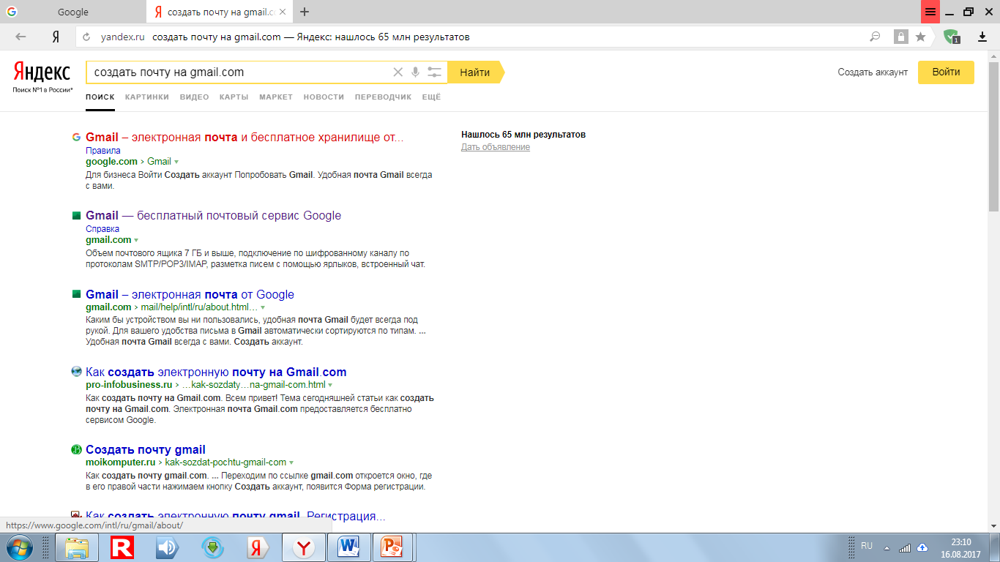 Google
создать почту на gmail.co
yandex.ru создать почту на gmail.com — Яндекс: нашлось 65 млн результатов
1
Яндекс
Поиск №1 в России*
создать почту на gmail.com
Найти
Создать аккаунт
Войти
ПОИСК КАРТИНКИ ВИДЕО КАРТЫ МАРКЕТ НОВОСТИ ПЕРЕВОДЧИК ЕЩЁ
Gmail – электронная почта и бесплатное хранилище от...
Правила
google.com › Gmail
Для бизнеса Войти Создать аккаунт Попробовать Gmail. Удобная почта Gmail всегда
с вами.
Нашлось 65 млн результатов
Дать объявление
Gmail — бесплатный почтовый сервис Google
Справка
gmail.com
Объем почтового ящика 7 ГБ и выше, подключение по шифрованному каналу по
протоколам SMTP/POP3/IMAP, разметка писем с помощью ярлыков, встроенный чат.
Gmail – электронная почта от Google
gmail.com › mail/help/intl/ru/about.html...
Каким бы устройством вы ни пользовались, удобная почта Gmail будет всегда под
рукой. Для вашего удобства письма в Gmail автоматически сортируются по типам. ...
Удобная почта Gmail всегда с вами. Создать аккаунт.
Как создать электронную почту на Gmail.com
pro-infobusiness.ru › ...kak-sozdaty...na-gmail-com.html
Как создать почту на Gmail.com. Всем привет! Тема сегодняшней статьи как создать
почту на Gmail.com. Электронная почта Gmail.com предоставляется бесплатно
сервисом Google.
Создать почту gmail
moikomputer.ru › kak-sozdat-pochtu-gmail-com
Как создать почту gmail.com. ... Переходим по ссылке gmail.com откроется окно, где
в его правой части нажимаем кнопку Создать аккаунт, появится Форма регистрации.
Как создать электронную почту gmail. Регистрация...
https://www.google.com/intl/ru/gmail/about/
RU
23:10
16.08.2017